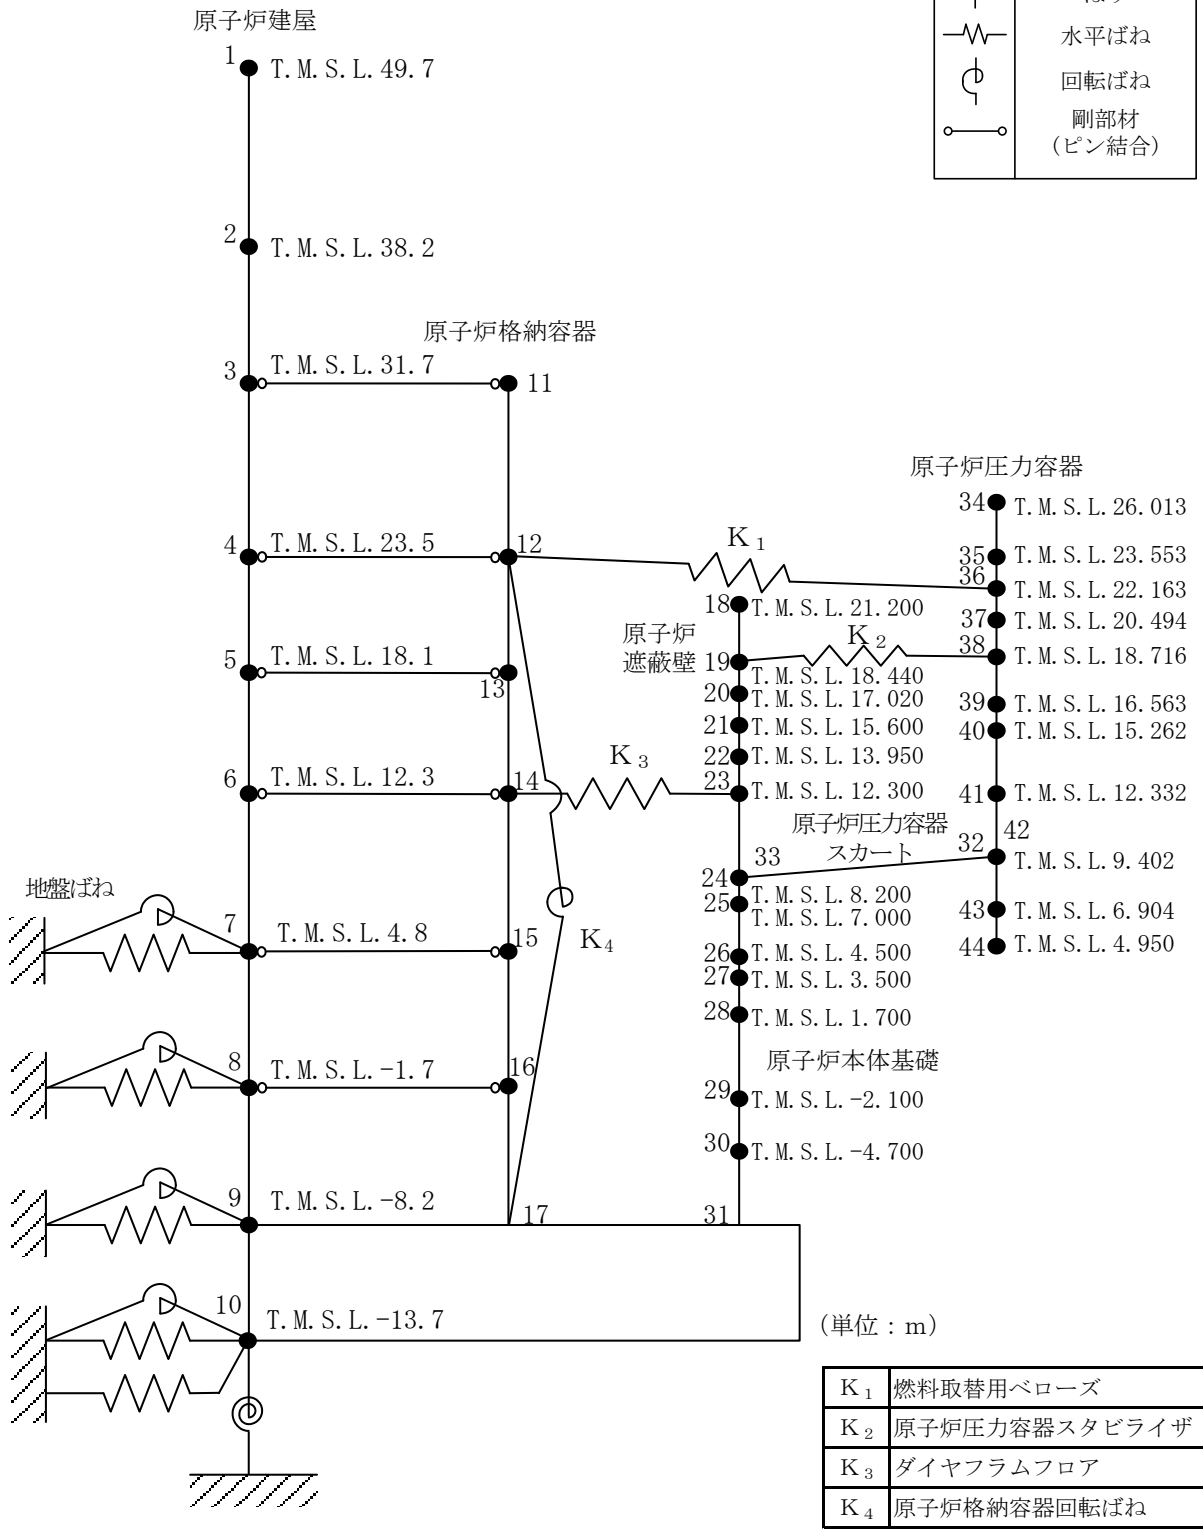 原子炉建屋
1
T.M.S.L.49.7
水平ばね
回転ばね
剛部材
(ピン結合)
2
T.M.S.L.38.2
原子炉格納容器
3
T.M.S.L.31.7
11
原子炉圧力容器
34
T.M.S.L.26.013
4
T.M.S.L.23.5
12
K1
35
T.M.S.L.23.553
36
T.M.S.L.22.163
18
T.M.S.L.21.200
37
T.M.S.L.20.494
原子炉
遮蔽壁
K2
38
T.M.S.L.18.716
5
T.M.S.L.18.1
13
19
T.M.S.L.18.440
20
T.M.S.L.17.020
39
T.M.S.L.16.563
21
T.M.S.L.15.600
40
T.M.S.L.15.262
22
T.M.S.L.13.950
K3
6
T.M.S.L.12.3
14
23
T.M.S.L.12.300
41
T.M.S.L.12.332
原子炉圧力容器
スカート
33
32
42
T.M.S.L.9.402
24
T.M.S.L.8.200
25
T.M.S.L.7.000
43
T.M.S.L.6.904
44
T.M.S.L.4.950
地盤ばね
7
T.M.S.L.4.8
15
K4
26
T.M.S.L.4.500
27
T.M.S.L.3.500
28
T.M.S.L.1.700
原子炉本体基礎
8
T.M.S.L.-1.7
16
29
T.M.S.L.-2.100
30
T.M.S.L.-4.700
9
T.M.S.L.-8.2
17
31
10
T.M.S.L.-13.7
(単位:m)
K1 燃料取替用ベローズ
K2 原子炉圧力容器スタビライザ
K3 ダイヤフラムフロア
K4 原子炉格納容器回転ばね